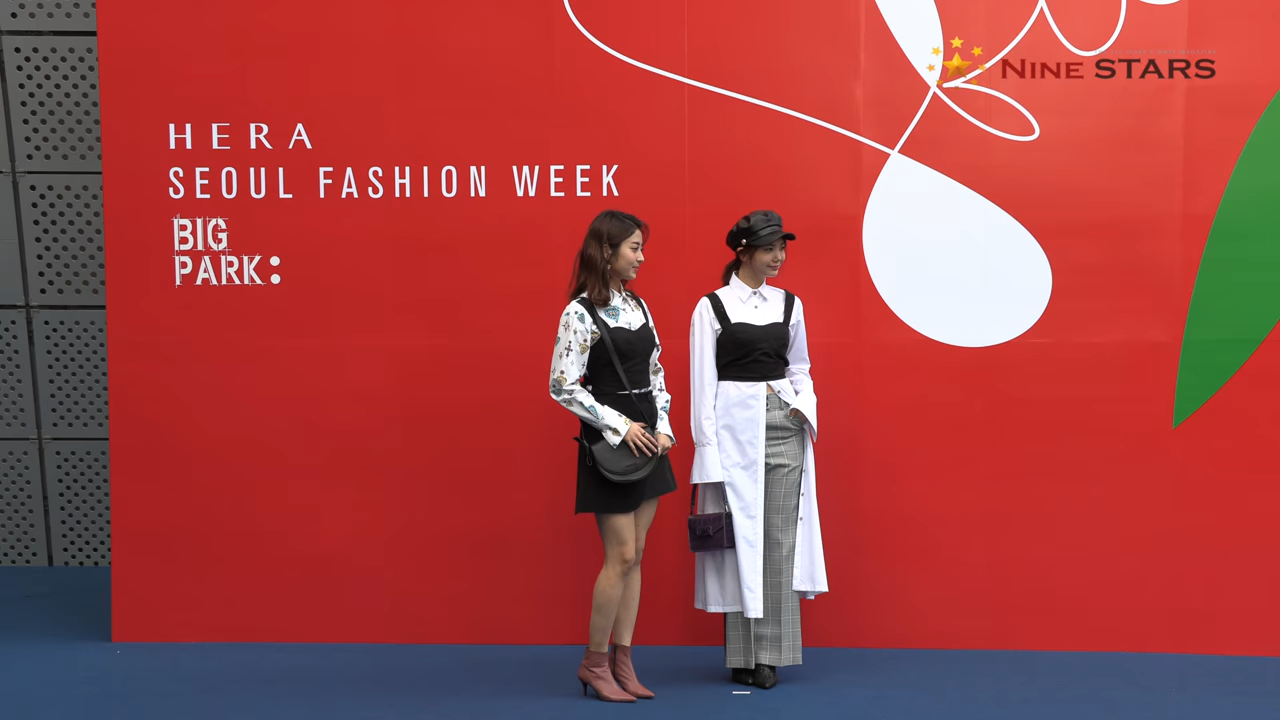 HERA
SEOUL FASHION WEEK
BIG
PARK:
NINE STARS